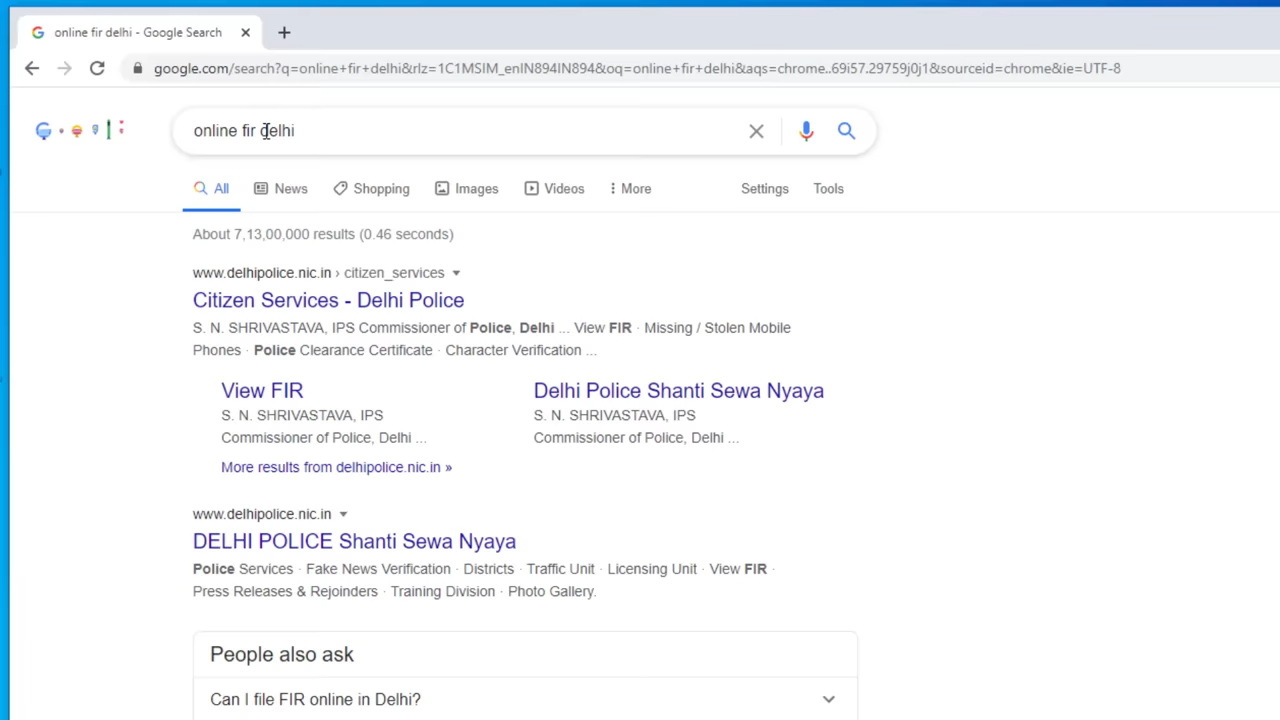 online fir delhi - Google Search
google.com/search?q=online+fir+delhi&rlz=1C1MSIM_enIN894IN894&oq=online+fir+delhi&aqs=chrome..69i57.29759j0j1&sourceid=chrome&ie=UTF-8
online fir delhi
All News Shopping Images Videos More Settings Tools
About 7,13,00,000 results (0.46 seconds)
www.delhipolice.nic.in › citizen_services
Citizen Services - Delhi Police
S. N. SHRIVASTAVA, IPS Commissioner of Police, Delhi ... View FIR · Missing / Stolen Mobile
Phones · Police Clearance Certificate · Character Verification ...
View FIR Delhi Police Shanti Sewa Nyaya
S. N. SHRIVASTAVA, IPS S. N. SHRIVASTAVA, IPS
Commissioner of Police, Delhi ... Commissioner of Police, Delhi ...
More results from delhipolice.nic.in »
www.delhipolice.nic.in
DELHI POLICE Shanti Sewa Nyaya
Police Services · Fake News Verification · Districts · Traffic Unit · Licensing Unit · View FIR ·
Press Releases & Rejoinders · Training Division · Photo Gallery.
People also ask
Can I file FIR online in Delhi?